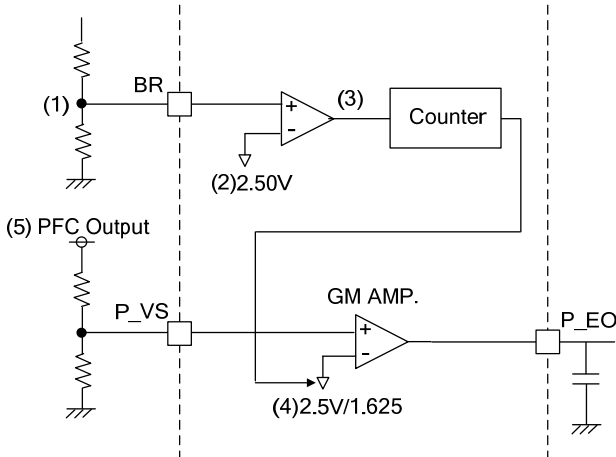 BR
(1)
+
-
(3)
Counter
(2)2.50V
(5) PFC Output
P_VS
GM AMP.
+
-
P_EO
(4)2.5V/1.625